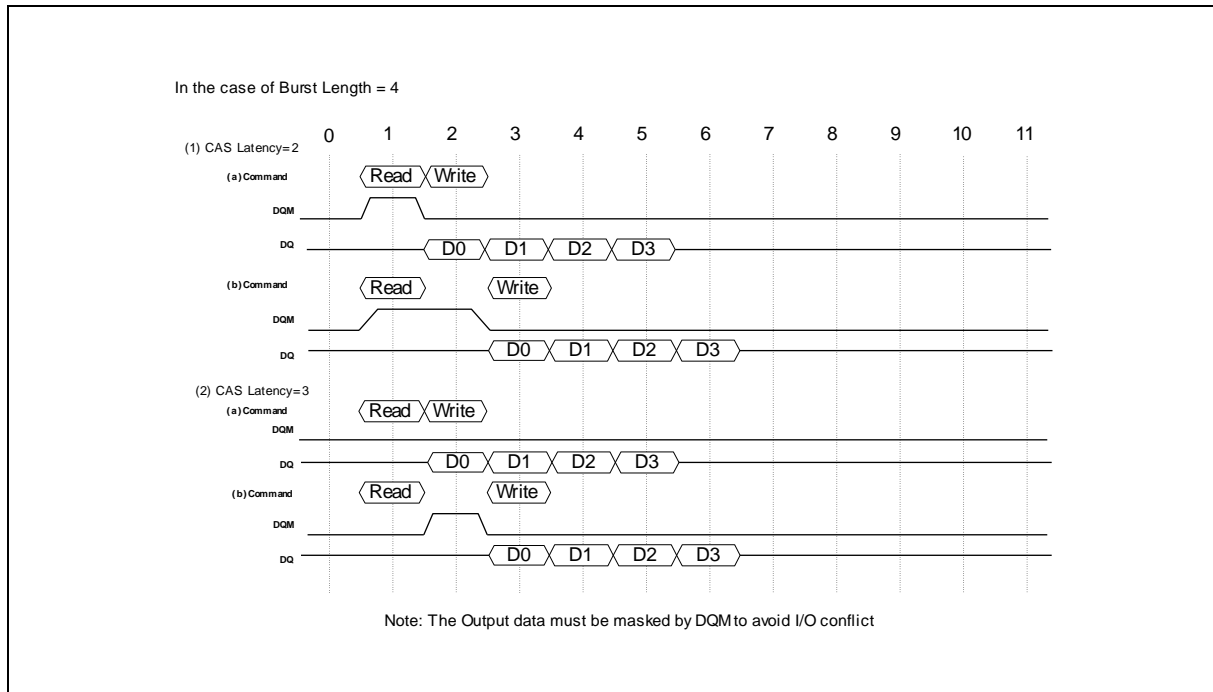 In the case of Burst Length = 4
0 1 2 3 4 5 6 7 8 9 10 11
(1) CAS Latency=2
(a) Command Read Write
DQM
DQ D0 D1 D2 D3
(b) Command Read Write
DQM
DQ D0 D1 D2 D3
(2) CAS Latency=3
(a) Command Read Write
DQM
DQ D0 D1 D2 D3
(b) Command Read Write
DQM
DQ D0 D1 D2 D3
Note: The Output data must be masked by DQM to avoid I/O conflict